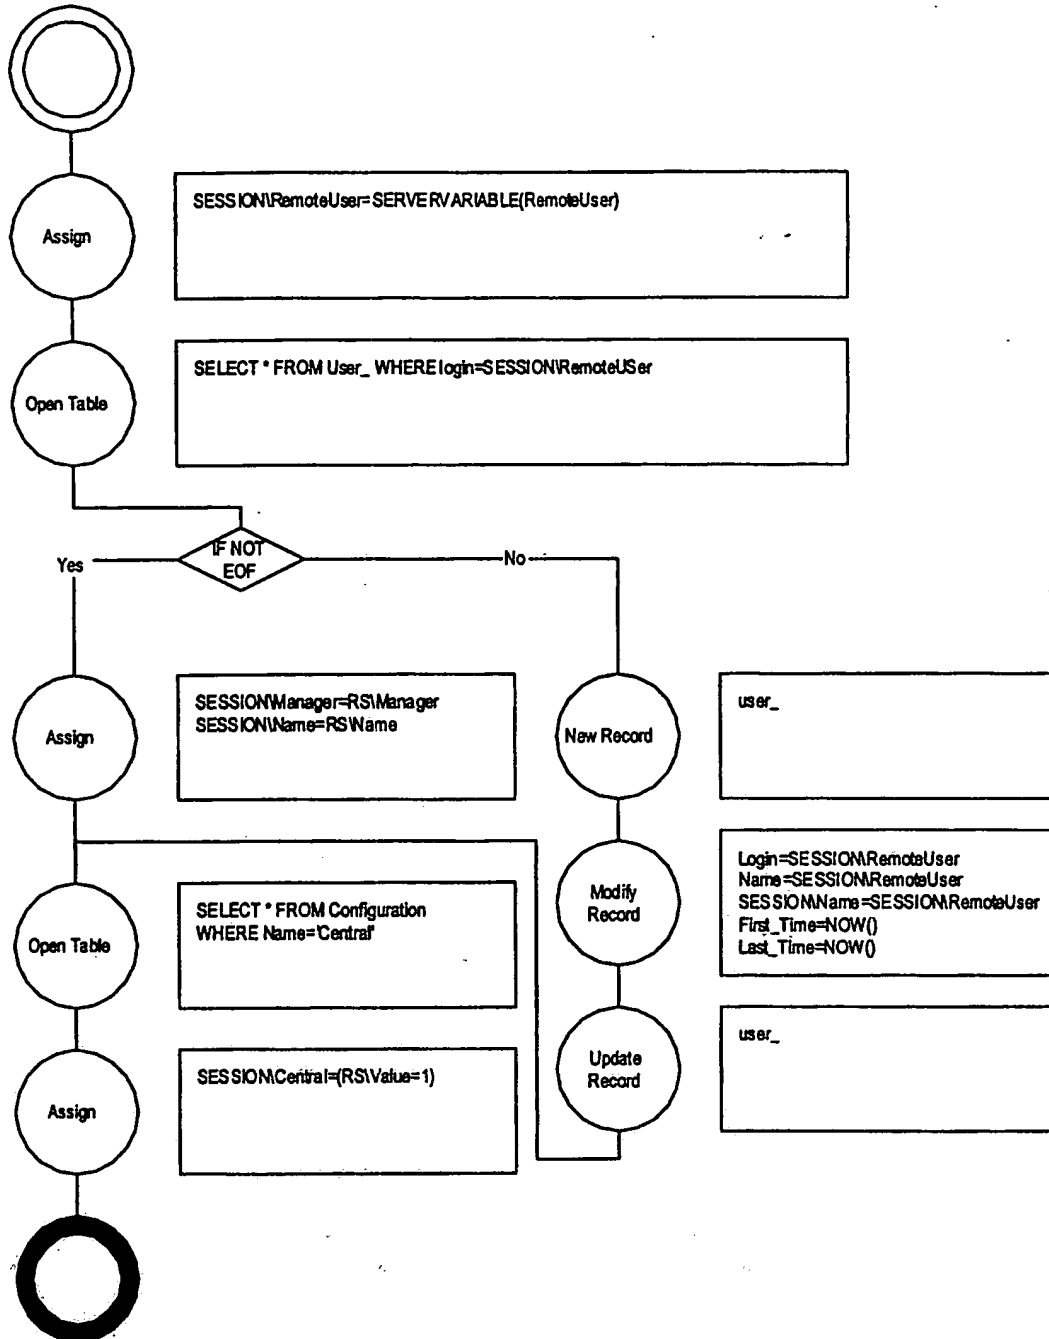 Assign
SESSION\RemoteUser=SERVERVARIABLE(RemoteUser)
Open Table
SELECT * FROM User_ WHERE login=SESSION\RemoteUSer
IF NOT
EOF
Yes
No
Assign
SESSION\Manager=RS\Manager
SESSION\Name=RS\Name
New Record
user_
Modify
Record
Login=SESSION\RemoteUser
Name=SESSION\RemoteUser
SESSION\Name=SESSION\RemoteUser
First_Time=NOW()
Last_Time=NOW()
Open Table
SELECT * FROM Configuration
WHERE Name='Central'
Update
Record
user_
Assign
SESSION\Central=(RS\Value=1)